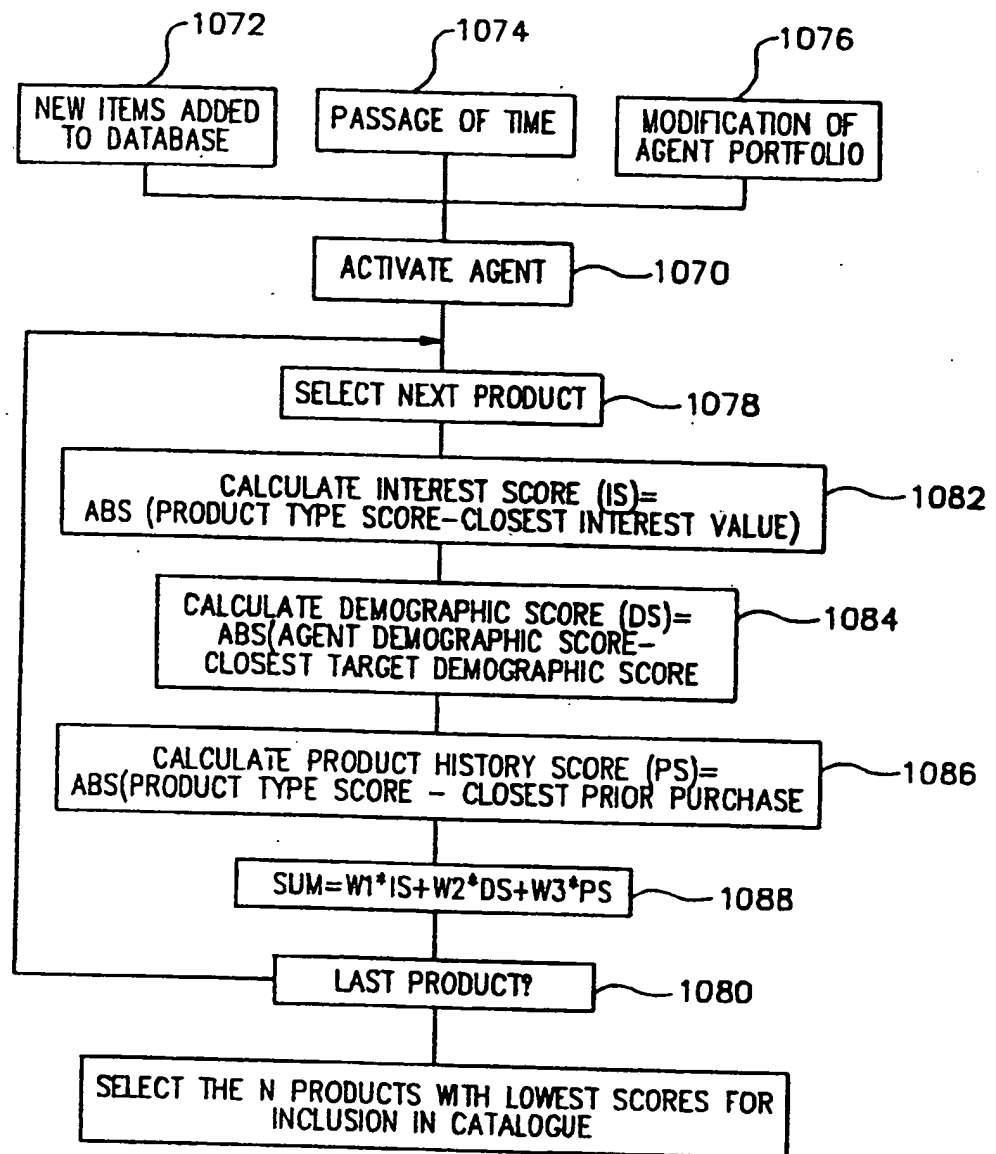 1072
1074
1076
NEW ITEMS ADDED
TO DATABASE
PASSAGE OF TIME
MODIFICATION OF
AGENT PORTFOLIO
ACTIVATE AGENT
1070
SELECT NEXT PRODUCT
1078
CALCULATE INTEREST SCORE (IS)=
ABS (PRODUCT TYPE SCORE-CLOSEST INTEREST VALUE)
1082
CALCULATE DEMOGRAPHIC SCORE (DS)=
ABS(AGENT DEMOGRAPHIC SCORE-
CLOSEST TARGET DEMOGRAPHIC SCORE
1084
CALCULATE PRODUCT HISTORY SCORE (PS)=
ABS(PRODUCT TYPE SCORE - CLOSEST PRIOR PURCHASE
1086
SUM=W1*IS+W2*DS+W3*PS
1088
LAST PRODUCT?
1080
SELECT THE N PRODUCTS WITH LOWEST SCORES FOR
INCLUSION IN CATALOGUE